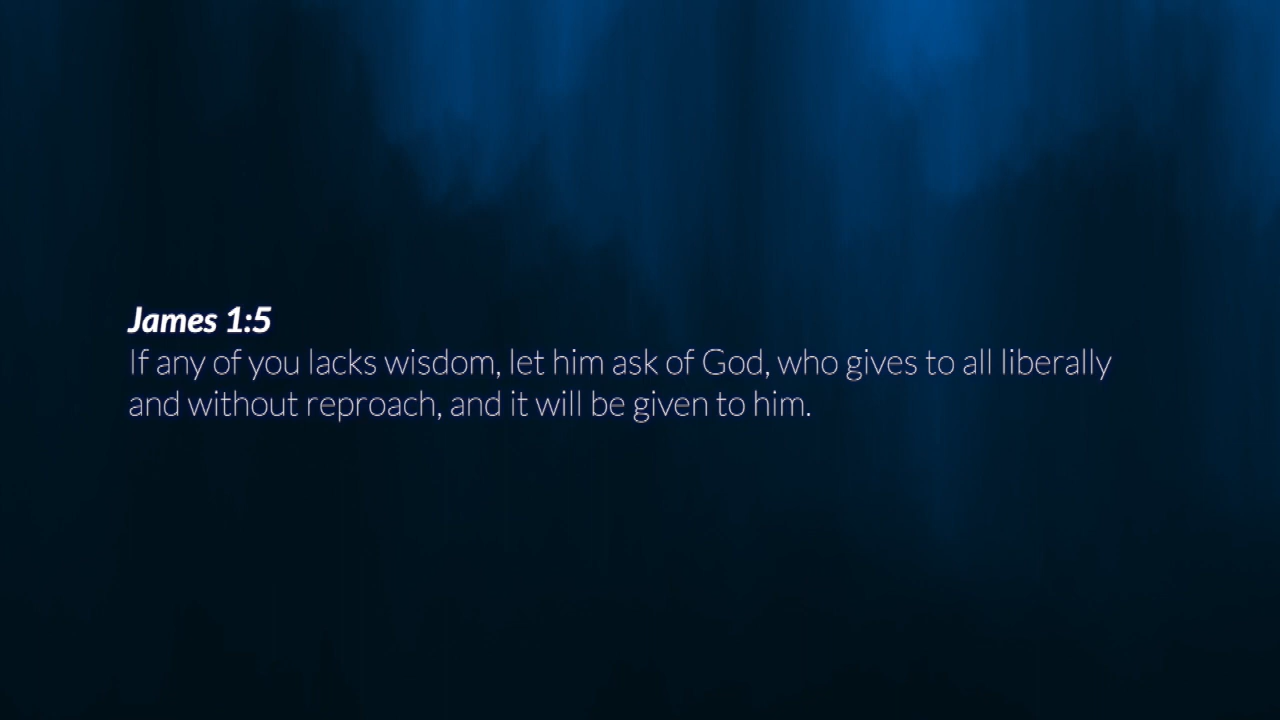 James 1:5
If any of you lacks wisdom, let him ask of God, who gives to all liberally
and without reproach, and it will be given to him.